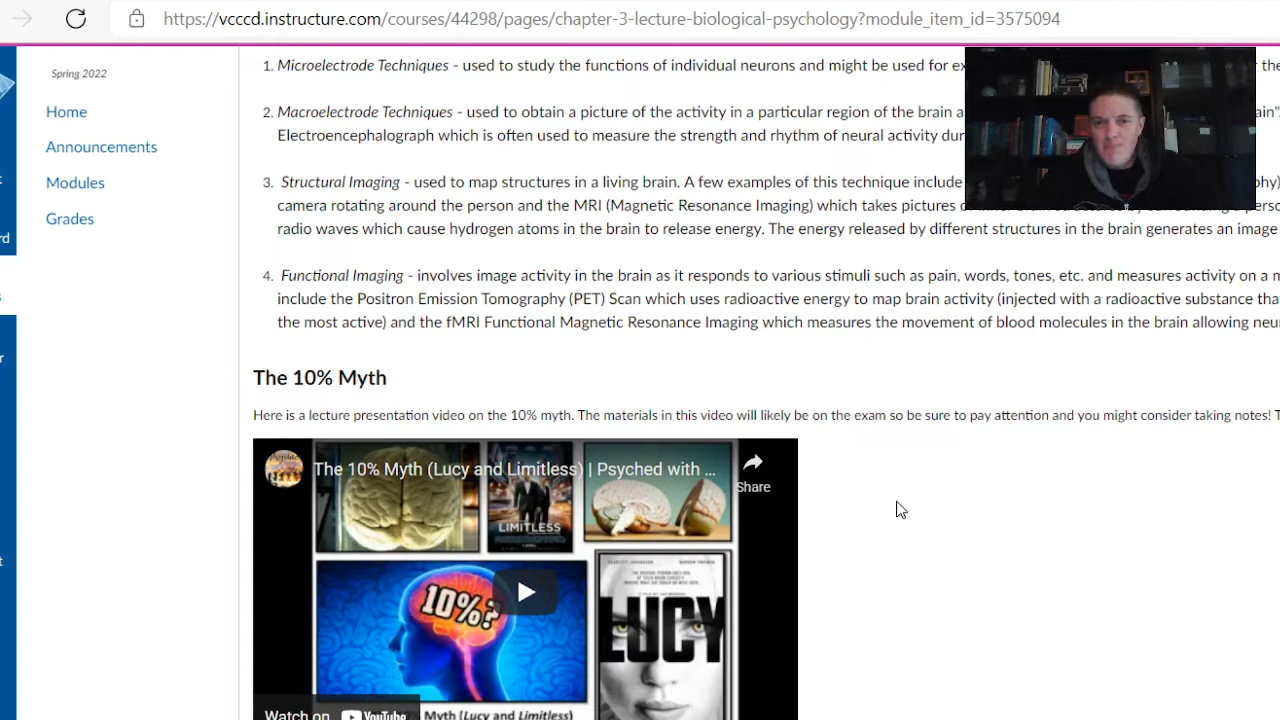 https://vcccd.instructure.com/courses/44298/pages/chapter-3-lecture-biological-psychology?module_item_id=3575094
Spring 2022
Home
Announcements
Modules
Grades
1. Microelectrode Techniques - used to study the functions of individual neurons and might be used for
2. Macroelectrode Techniques - used to obtain a picture of the activity in a particular region of the brain
Electroencephalograph which is often used to measure the strength and rhythm of neural activity
3. Structural Imaging - used to map structures in a living brain. A few examples of this technique include
camera rotating around the person and the MRI (Magnetic Resonance Imaging) which takes pictures
radio waves which cause hydrogen atoms in the brain to release energy. The energy released by different structures in the brain generates an image
4. Functional Imaging - involves image activity in the brain as it responds to various stimuli such as pain, words, tones, etc. and measures activity on a
include the Positron Emission Tomography (PET) Scan which uses radioactive energy to map brain activity (injected with a radioactive substance
the most active) and the fMRI Functional Magnetic Resonance Imaging which measures the movement of blood molecules in the brain allowing
The 10% Myth
Here is a lecture presentation video on the 10% myth. The materials in this video will likely be on the exam so be sure to pay attention and you might consider taking notes!
The 10% Myth (Lucy and Limitless) | Psyched with ...
Share
LIMITLESS
10%?
LUCY
Watch on YouTube
Myth (Lucy and Limitless)